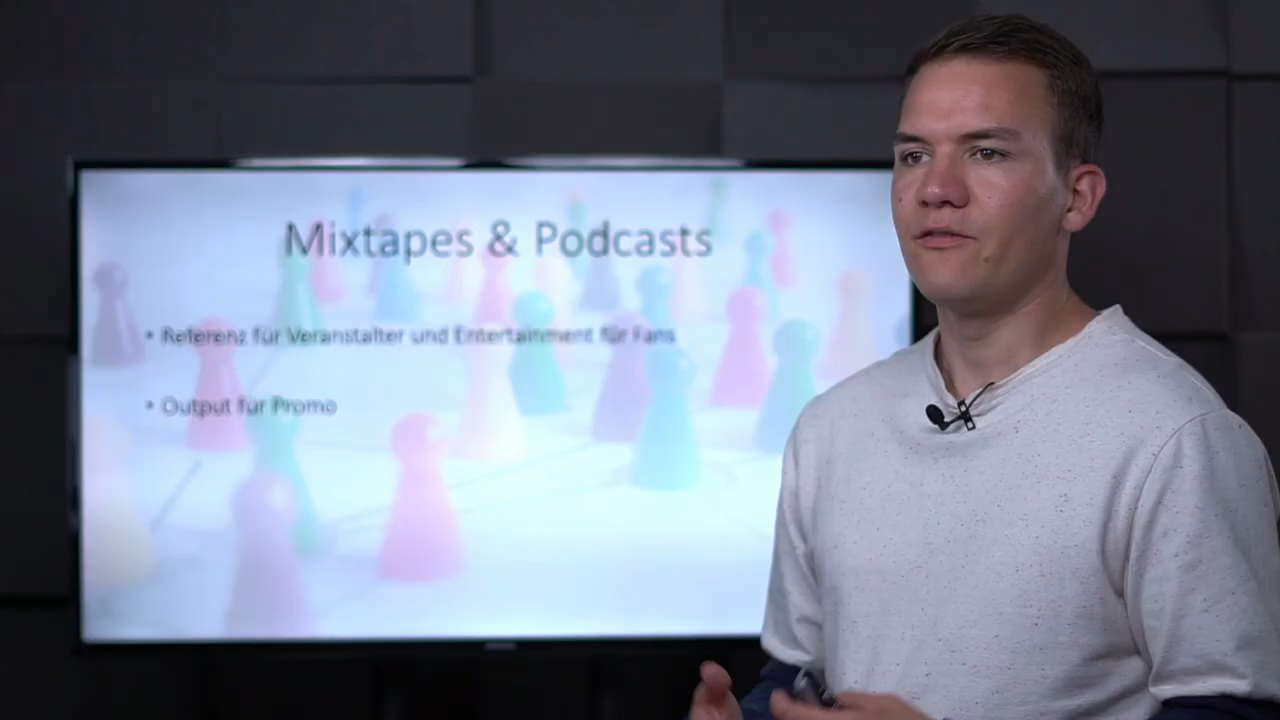 Mixtapes & Podcasts
• Referenz für Veranstalter und Entertainment für Fans
• Output für Promo